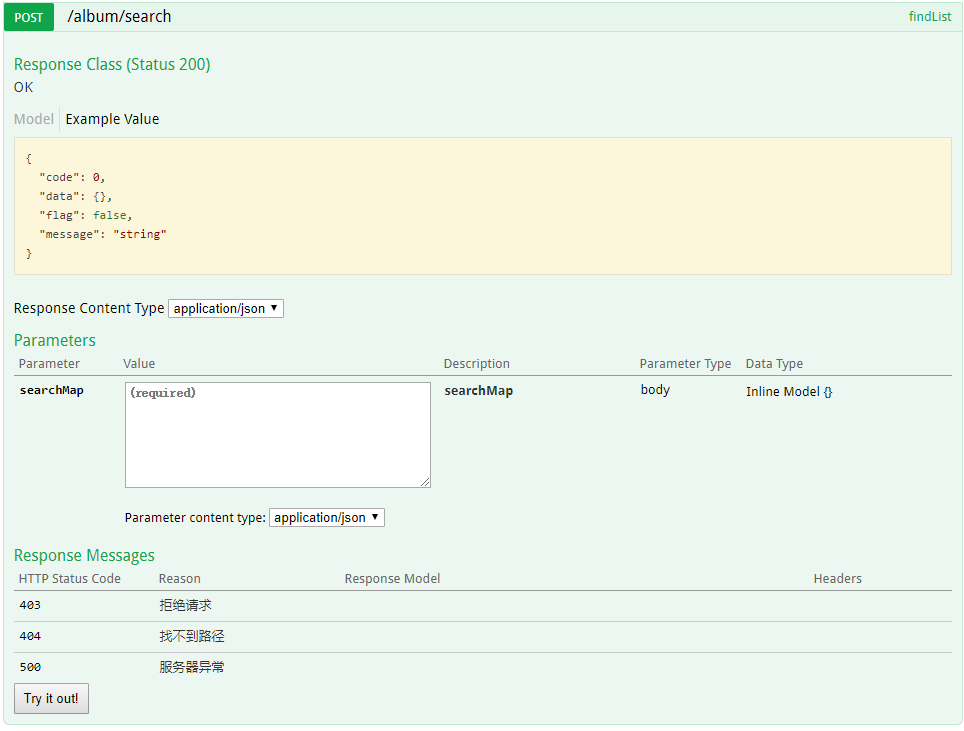 POST /album/search findList
Response Class (Status 200)
OK
Model Example Value
{
"code": 0,
"data": {},
"flag": false,
"message": "string"
}
Response Content Type application/json
Parameters
Parameter Value Description Parameter Type Data Type
searchMap (required) searchMap body Inline Model {}
Parameter content type: application/json
Response Messages
HTTP Status Code Reason Response Model Headers
403 拒绝请求
404 找不到路径
500 服务器异常
Try it out!